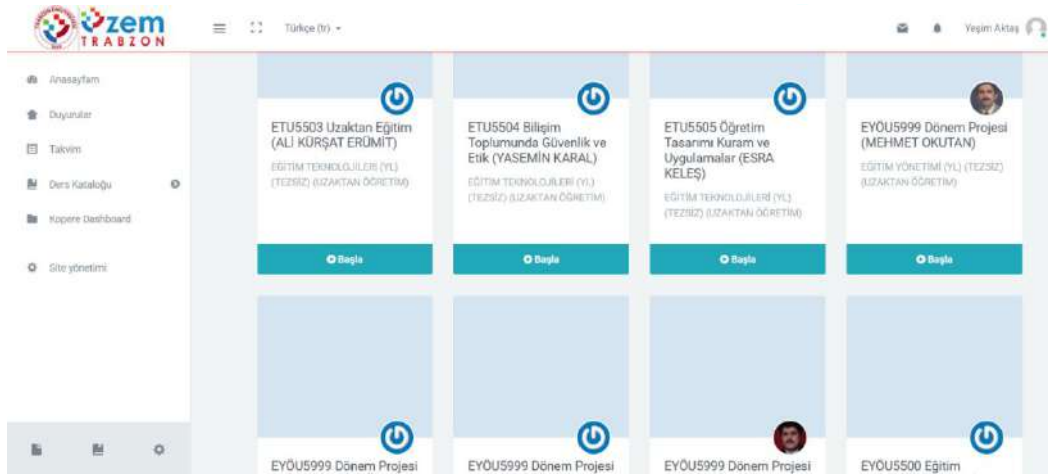 Üzem
TRABZON
Türkçe (tr)
Yeşim Aktaş
Anasayfam
Duyurular
Takvim
Ders Kataloğu
Kopere Dashboard
Site yönetimi
ETU5503 Uzaktan Eğitim
(ALİ KÜRŞAT ERÜMİT)
EĞİTİM TEKNOLOJİLERİ (YL)
(TEZSİZ) (UZAKTAN ÖĞRETİM)
Başla
ETU5504 Bilişim
Toplumunda Güvenlik ve
Etik (YASEMİN KARAL)
EĞİTİM TEKNOLOJİLERİ (YL)
(TEZSİZ) (UZAKTAN ÖĞRETİM)
Başla
ETU5505 Öğretim
Tasarımı Kuram ve
Uygulamalar (ESRA
KELEŞ)
EĞİTİM TEKNOLOJİLERİ (YL)
(TEZSİZ) (UZAKTAN ÖĞRETİM)
Başla
EYÖU5999 Dönem Projesi
(MEHMET OKUTAN)
EĞİTİM YÖNETİMİ (YL) (TEZSİZ)
(UZAKTAN ÖĞRETİM)
Başla
EYÖU5999 Dönem Projesi
EYÖU5999 Dönem Projesi
EYÖU5999 Dönem Projesi
EYÖU5500 Eğitim